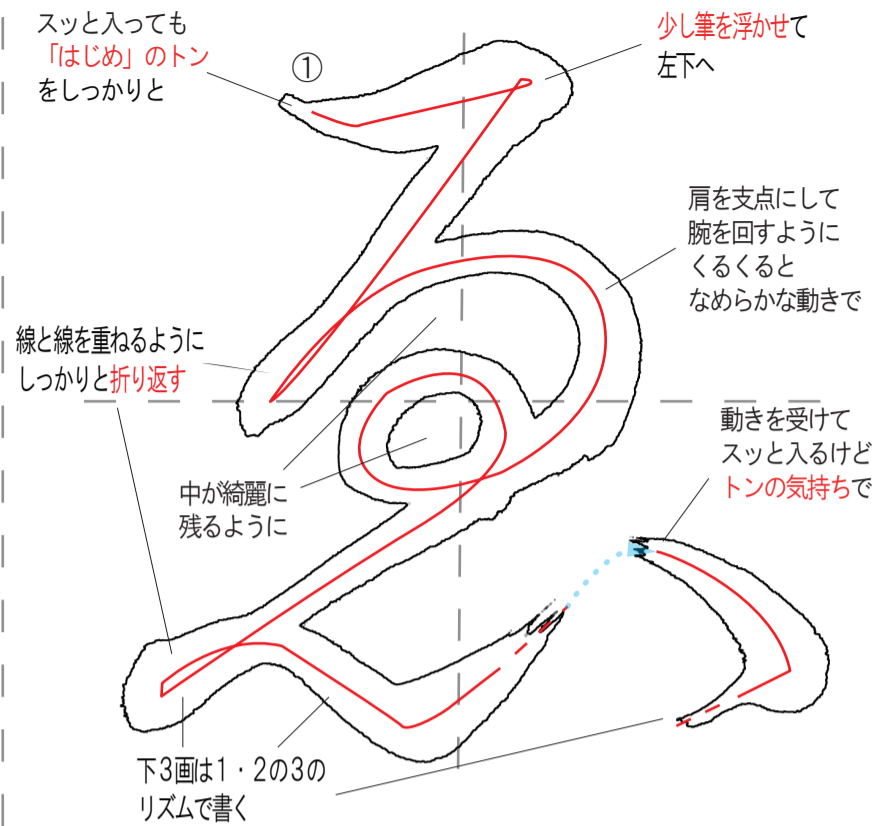 スッと入っても
「はじめ」のトン
をしっかりと
①
少し筆を浮かせて
左下へ
肩を支点にして
腕を回すように
くるくると
なめらかな動きで
線と線を重ねるように
しっかりと折り返す
動きを受けて
スッと入るけど
トンの気持ちで
中が綺麗に
残るように
下3画は1・2の3の
リズムで書く
ゑ